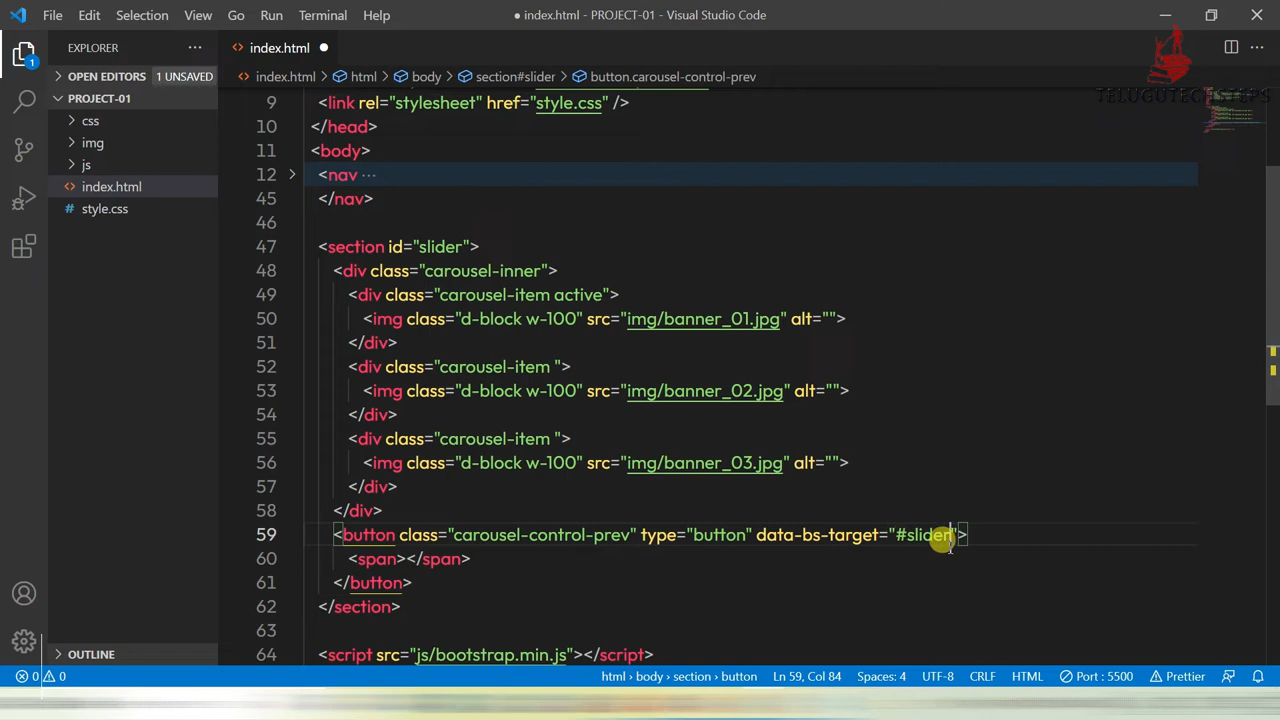 File Edit Selection View Go Run Terminal Help
● index.html - PROJECT-01 - Visual Studio Code
EXPLORER
index.html
TELUGUTECHSTEPS
OPEN EDITORS 1 UNSAVED
index.html > html > body > section#slider > button.carousel-control-prev
PROJECT-01
css
img
js
index.html
style.css
9 <link rel="stylesheet" href="style.css" />
10 </head>
11 <body>
12 <nav ···
45 </nav>
46
47 <section id="slider">
48 <div class="carousel-inner">
49 <div class="carousel-item active">
50 <img class="d-block w-100" src="img/banner_01.jpg" alt="">
51 </div>
52 <div class="carousel-item ">
53 <img class="d-block w-100" src="img/banner_02.jpg" alt="">
54 </div>
55 <div class="carousel-item ">
56 <img class="d-block w-100" src="img/banner_03.jpg" alt="">
57 </div>
58 </div>
59 <button class="carousel-control-prev" type="button" data-bs-target="#slider">
60 <span></span>
61 </button>
62 </section>
63
64 <script src="js/bootstrap.min.js"></script>
1
OUTLINE
0 0 html > body > section > button Ln 59, Col 84 Spaces: 4 UTF-8 CRLF HTML Port : 5500 Prettier